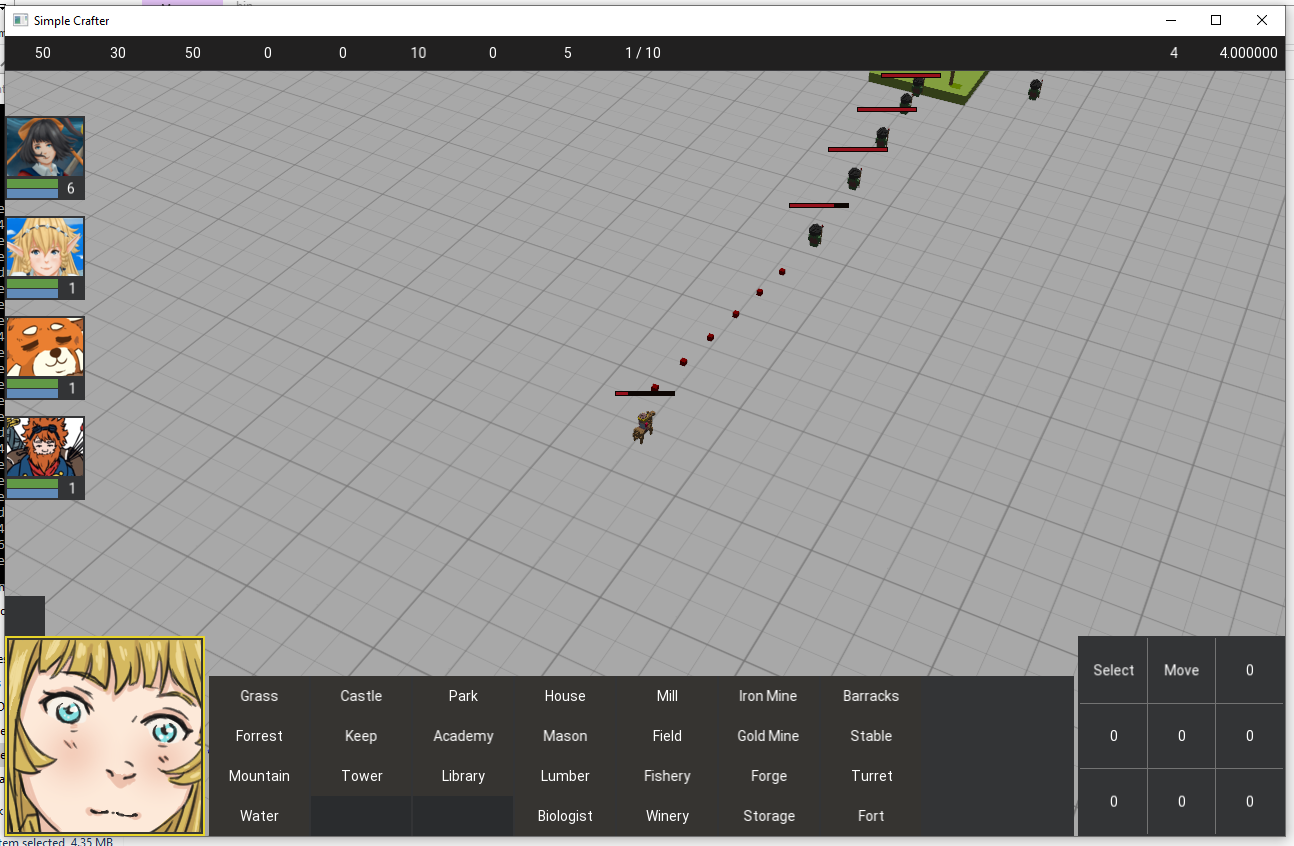 Simple Crafter
50 30 50 0 0 10 0 5 1 / 10 4 4.000000
6
1
1
1
Grass Castle Park House Mill Iron Mine Barracks
Forrest Keep Academy Mason Field Gold Mine Stable
Mountain Tower Library Lumber Fishery Forge Turret
Water Biologist Winery Storage Fort
Select Move 0
0 0 0
0 0 0
tem selected 4.35 MB